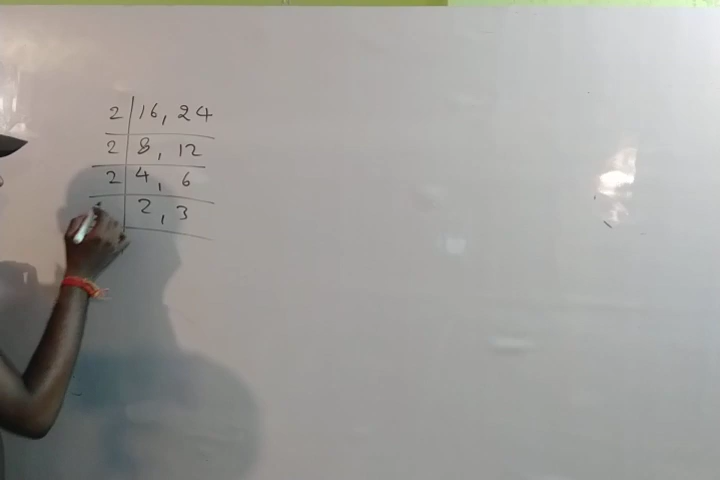 2 | 16, 24
2 | 8, 12
2 | 4, 6
2, 3